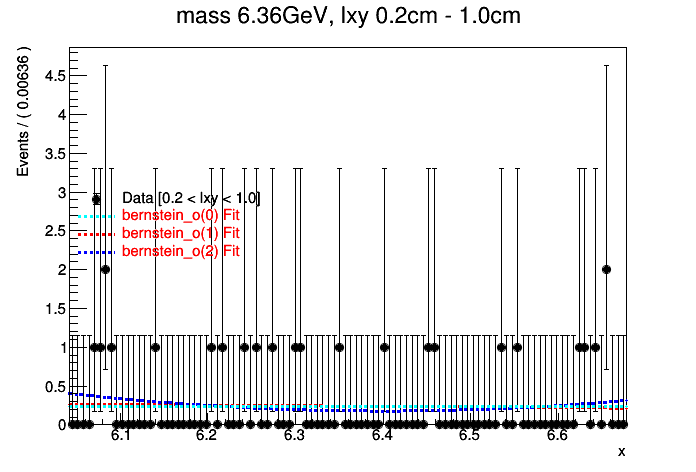 mass 6.36GeV, lxy 0.2cm - 1.0cm
Events / ( 0.00636 )
4.5
4
3.5
3
2.5
2
1.5
1
0.5
0
Data [0.2 < lxy < 1.0]
bernstein_o(0) Fit
bernstein_o(1) Fit
bernstein_o(2) Fit
6.1 6.2 6.3 6.4 6.5 6.6
x